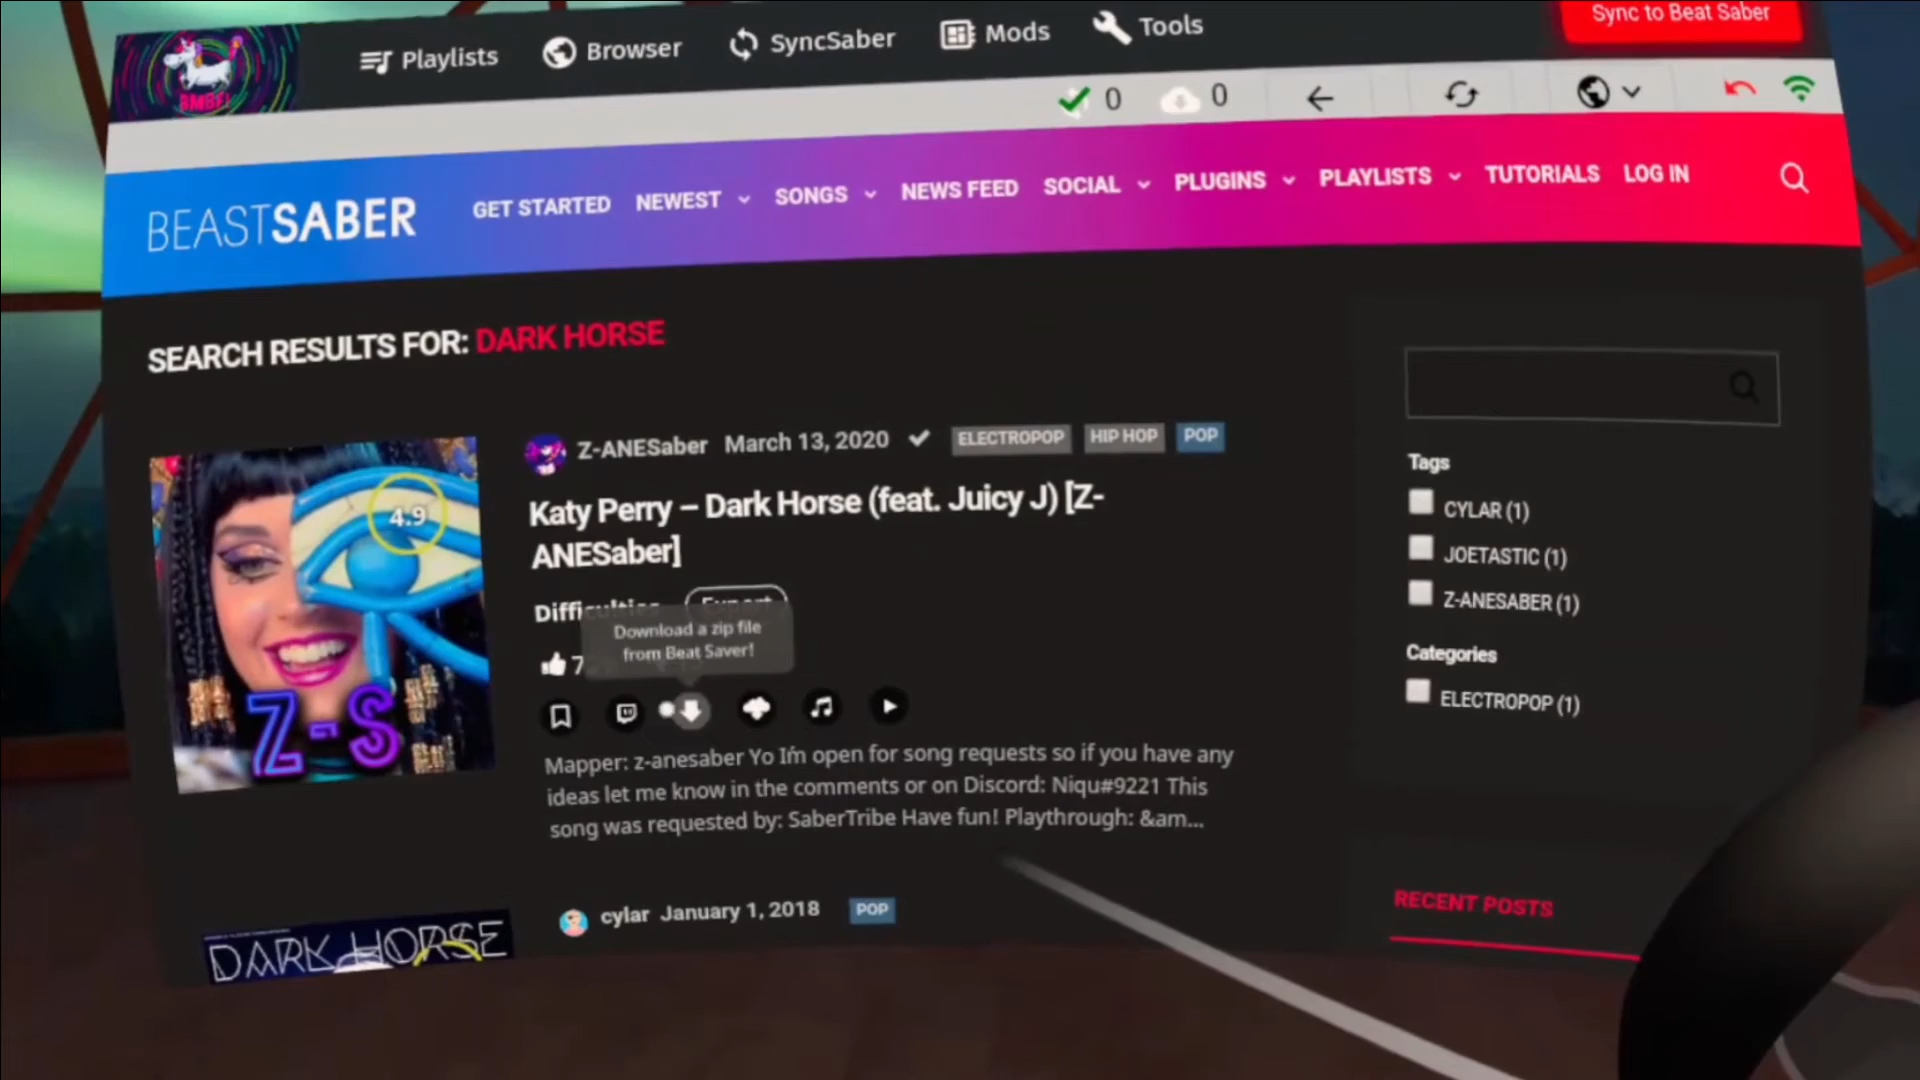 BMBF!
Playlists
Browser
SyncSaber
Mods
Tools
Sync to Beat Saber
0
0
BEASTSABER
GET STARTED
NEWEST
SONGS
NEWS FEED
SOCIAL
PLUGINS
PLAYLISTS
TUTORIALS
LOG IN
SEARCH RESULTS FOR: DARK HORSE
4.9
Z-S
Z-ANESaber March 13, 2020
ELECTROPOP
HIP HOP
POP
Katy Perry – Dark Horse (feat. Juicy J) [Z-
ANESaber]
Difficulties
Expert
Download a zip file
from Beat Saver!
Mapper: z-anesaber Yo Iḿ open for song requests so if you have any
ideas let me know in the comments or on Discord: Niqu#9221 This
song was requested by: SaberTribe Have fun! Playthrough: &am...
DARK HORSE
cylar January 1, 2018
POP
Tags
CYLAR (1)
JOETASTIC (1)
Z-ANESABER (1)
Categories
ELECTROPOP (1)
RECENT POSTS